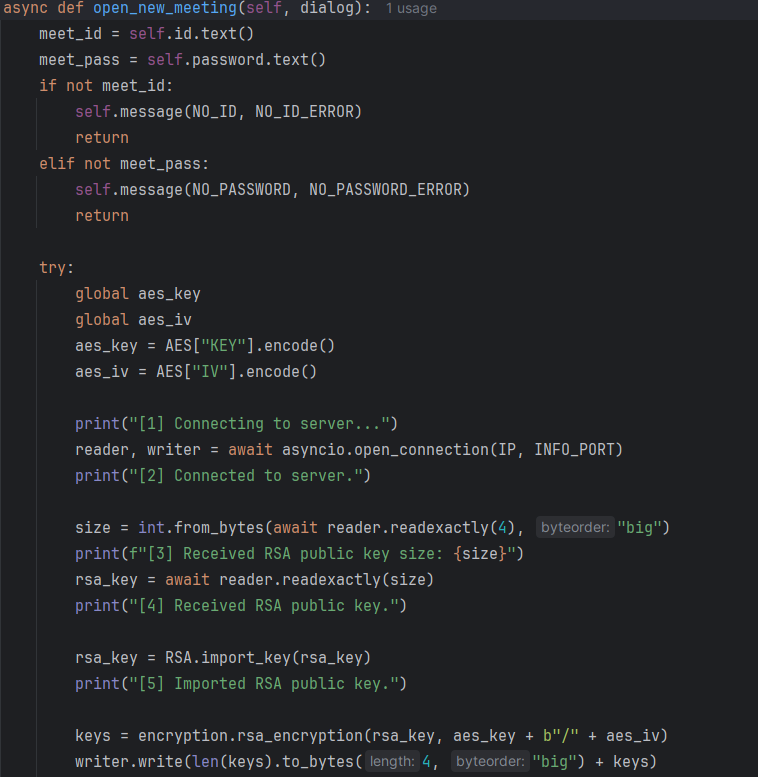 async def open_new_meeting(self, dialog): 1 usage
    meet_id = self.id.text()
    meet_pass = self.password.text()
    if not meet_id:
        self.message(NO_ID, NO_ID_ERROR)
        return
    elif not meet_pass:
        self.message(NO_PASSWORD, NO_PASSWORD_ERROR)
        return
    try:
        global aes_key
        global aes_iv
        aes_key = AES["KEY"].encode()
        aes_iv = AES["IV"].encode()
        print("[1] Connecting to server...")
        reader, writer = await asyncio.open_connection(IP, INFO_PORT)
        print("[2] Connected to server.")
        size = int.from_bytes(await reader.readexactly(4), byteorder: "big")
        print(f"[3] Received RSA public key size: {size}")
        rsa_key = await reader.readexactly(size)
        print("[4] Received RSA public key.")
        rsa_key = RSA.import_key(rsa_key)
        print("[5] Imported RSA public key.")
        keys = encryption.rsa_encryption(rsa_key, aes_key + b"/" + aes_iv)
        writer.write(len(keys).to_bytes( length: 4, byteorder: "big") + keys)